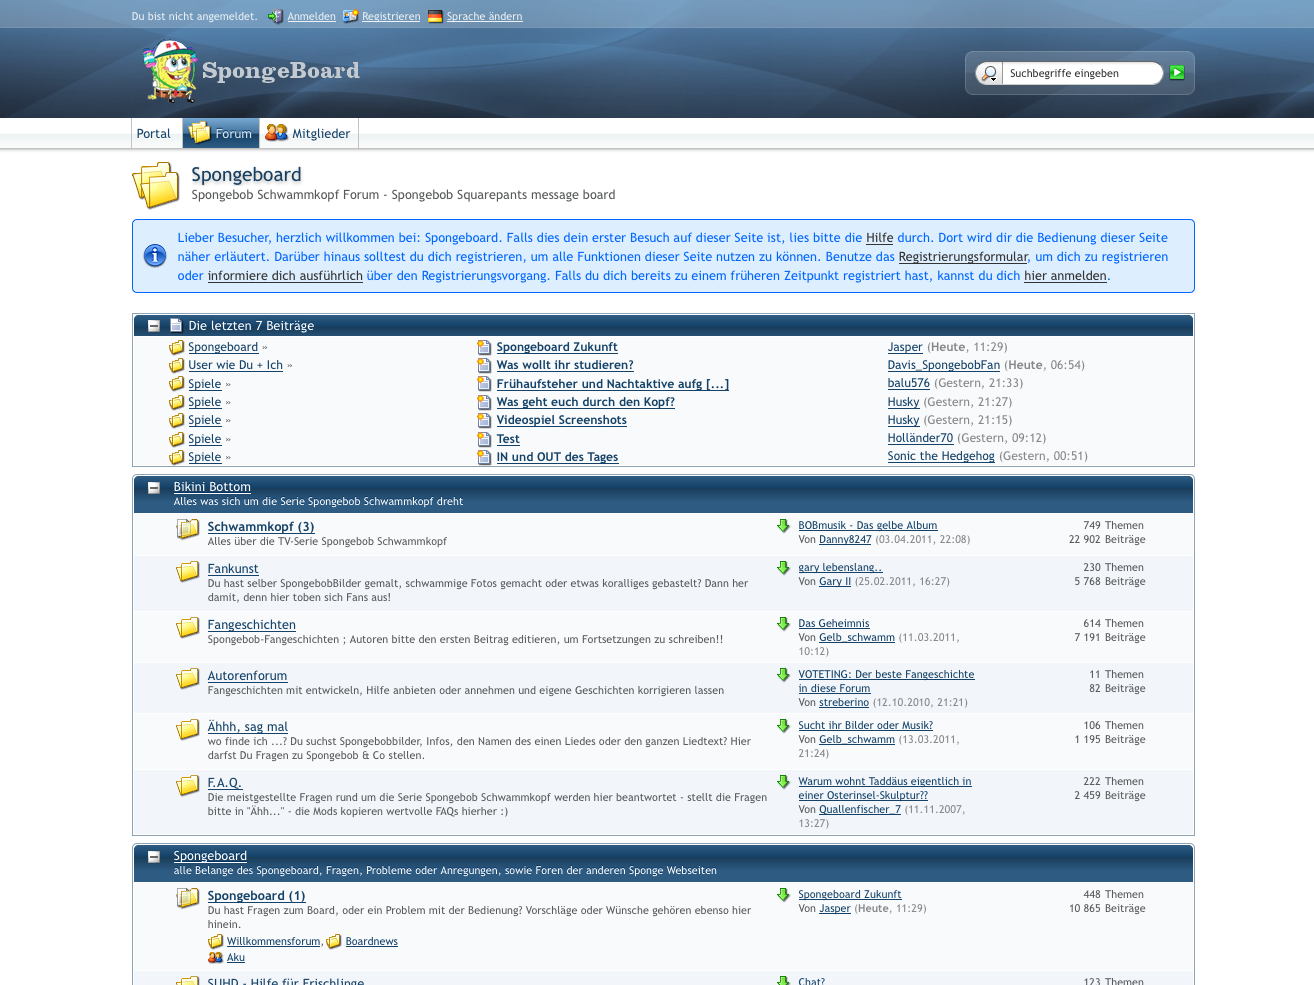 Du bist nicht angemeldet. Anmelden Registrieren Sprache ändern
SpongeBoard
Suchbegriffe eingeben
Portal Forum Mitglieder
Spongeboard
Spongebob Schwammkopf Forum - Spongebob Squarepants message board
Lieber Besucher, herzlich willkommen bei: Spongeboard. Falls dies dein erster Besuch auf dieser Seite ist, lies bitte die Hilfe durch. Dort wird dir die Bedienung dieser Seite
näher erläutert. Darüber hinaus solltest du dich registrieren, um alle Funktionen dieser Seite nutzen zu können. Benutze das Registrierungsformular, um dich zu registrieren
oder informiere dich ausführlich über den Registrierungsvorgang. Falls du dich bereits zu einem früheren Zeitpunkt registriert hast, kannst du dich hier anmelden.
Die letzten 7 Beiträge
Spongeboard » Spongeboard Zukunft Jasper (Heute, 11:29)
User wie Du + Ich » Was wollt ihr studieren? Davis_SpongebobFan (Heute, 06:54)
Spiele » Frühaufsteher und Nachtaktive aufg [...] balu576 (Gestern, 21:33)
Spiele » Was geht euch durch den Kopf? Husky (Gestern, 21:27)
Spiele » Videospiel Screenshots Husky (Gestern, 21:15)
Spiele » Test Holländer70 (Gestern, 09:12)
Spiele » IN und OUT des Tages Sonic the Hedgehog (Gestern, 00:51)
Bikini Bottom
Alles was sich um die Serie Spongebob Schwammkopf dreht
Schwammkopf (3)
Alles über die TV-Serie Spongebob Schwammkopf
BOBmusik - Das gelbe Album
Von Danny8247 (03.04.2011, 22:08)
749 Themen
22 902 Beiträge
Fankunst
Du hast selber SpongebobBilder gemalt, schwammige Fotos gemacht oder etwas koralliges gebastelt? Dann her
damit, denn hier toben sich Fans aus!
gary lebenslang..
Von Gary II (25.02.2011, 16:27)
230 Themen
5 768 Beiträge
Fangeschichten
Spongebob-Fangeschichten ; Autoren bitte den ersten Beitrag editieren, um Fortsetzungen zu schreiben!!
Das Geheimnis
Von Gelb_schwamm (11.03.2011,
10:12)
614 Themen
7 191 Beiträge
Autorenforum
Fangeschichten mit entwickeln, Hilfe anbieten oder annehmen und eigene Geschichten korrigieren lassen
VOTETING: Der beste Fangeschichte
in diese Forum
Von streberino (12.10.2010, 21:21)
11 Themen
82 Beiträge
Ähhh, sag mal
wo finde ich ...? Du suchst Spongebobbilder, Infos, den Namen des einen Liedes oder den ganzen Liedtext? Hier
darfst Du Fragen zu Spongebob & Co stellen.
Sucht ihr Bilder oder Musik?
Von Gelb_schwamm (13.03.2011,
21:24)
106 Themen
1 195 Beiträge
F.A.Q.
Die meistgestellte Fragen rund um die Serie Spongebob Schwammkopf werden hier beantwortet - stellt die Fragen
bitte in "Ähh..." - die Mods kopieren wertvolle FAQs hierher :)
Warum wohnt Taddäus eigentlich in
einer Osterinsel-Skulptur??
Von Quallenfischer_7 (11.11.2007,
13:27)
222 Themen
2 459 Beiträge
Spongeboard
alle Belange des Spongeboard, Fragen, Probleme oder Anregungen, sowie Foren der anderen Sponge Webseiten
Spongeboard (1)
Du hast Fragen zum Board, oder ein Problem mit der Bedienung? Vorschläge oder Wünsche gehören ebenso hier
hinein.
Willkommensforum, Boardnews
Aku
Spongeboard Zukunft
Von Jasper (Heute, 11:29)
448 Themen
10 865 Beiträge
SUHD - Hilfe für Frischlinge
Chat?
123 Themen